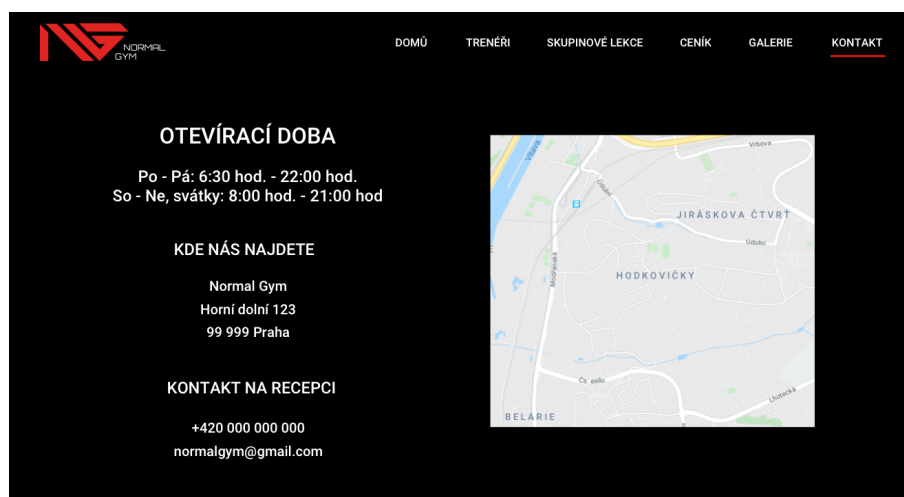 NORMAL
GYM
DOMŮ
TRENÉŘI
SKUPINOVÉ LEKCE
CENÍK
GALERIE
KONTAKT
OTEVÍRACÍ DOBA
Po - Pá: 6:30 hod. - 22:00 hod.
So - Ne, svátky: 8:00 hod. - 21:00 hod
KDE NÁS NAJDETE
Normal Gym
Horní dolní 123
99 999 Praha
KONTAKT NA RECEPCI
+420 000 000 000
normalgym@gmail.com
Vltava
Vrbova
Údolní
JIRÁSKOVA ČTVRŤ
Údolní
Modřanská
HODKOVIČKY
Čs. exilu
Lhotecká
BELÁRIE